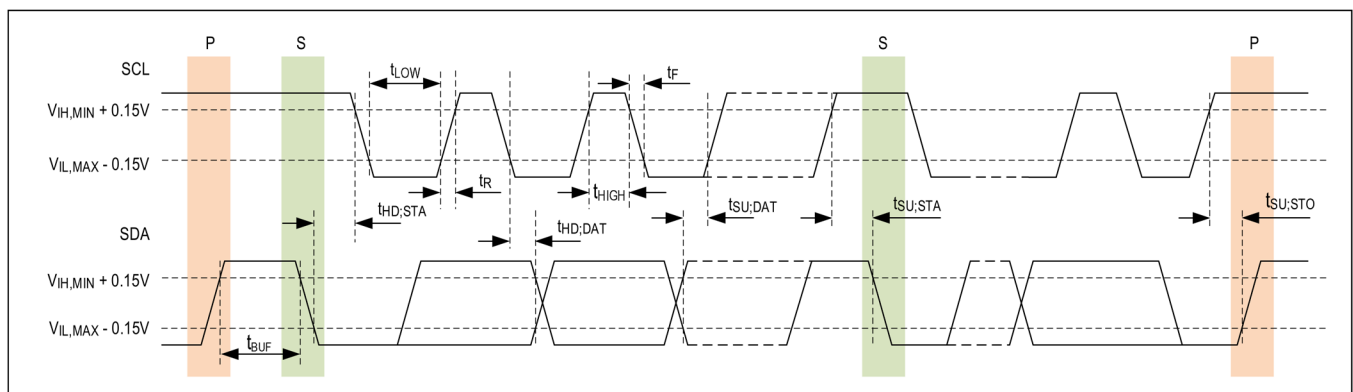 P S S P
SCL
tLOW tF
VIH,MIN + 0.15V
VIL,MAX - 0.15V
tR tHIGH
tHD;STA tSU;DAT tSU;STA tSU;STO
SDA tHD;DAT
VIH,MIN + 0.15V
VIL,MAX - 0.15V
tBUF